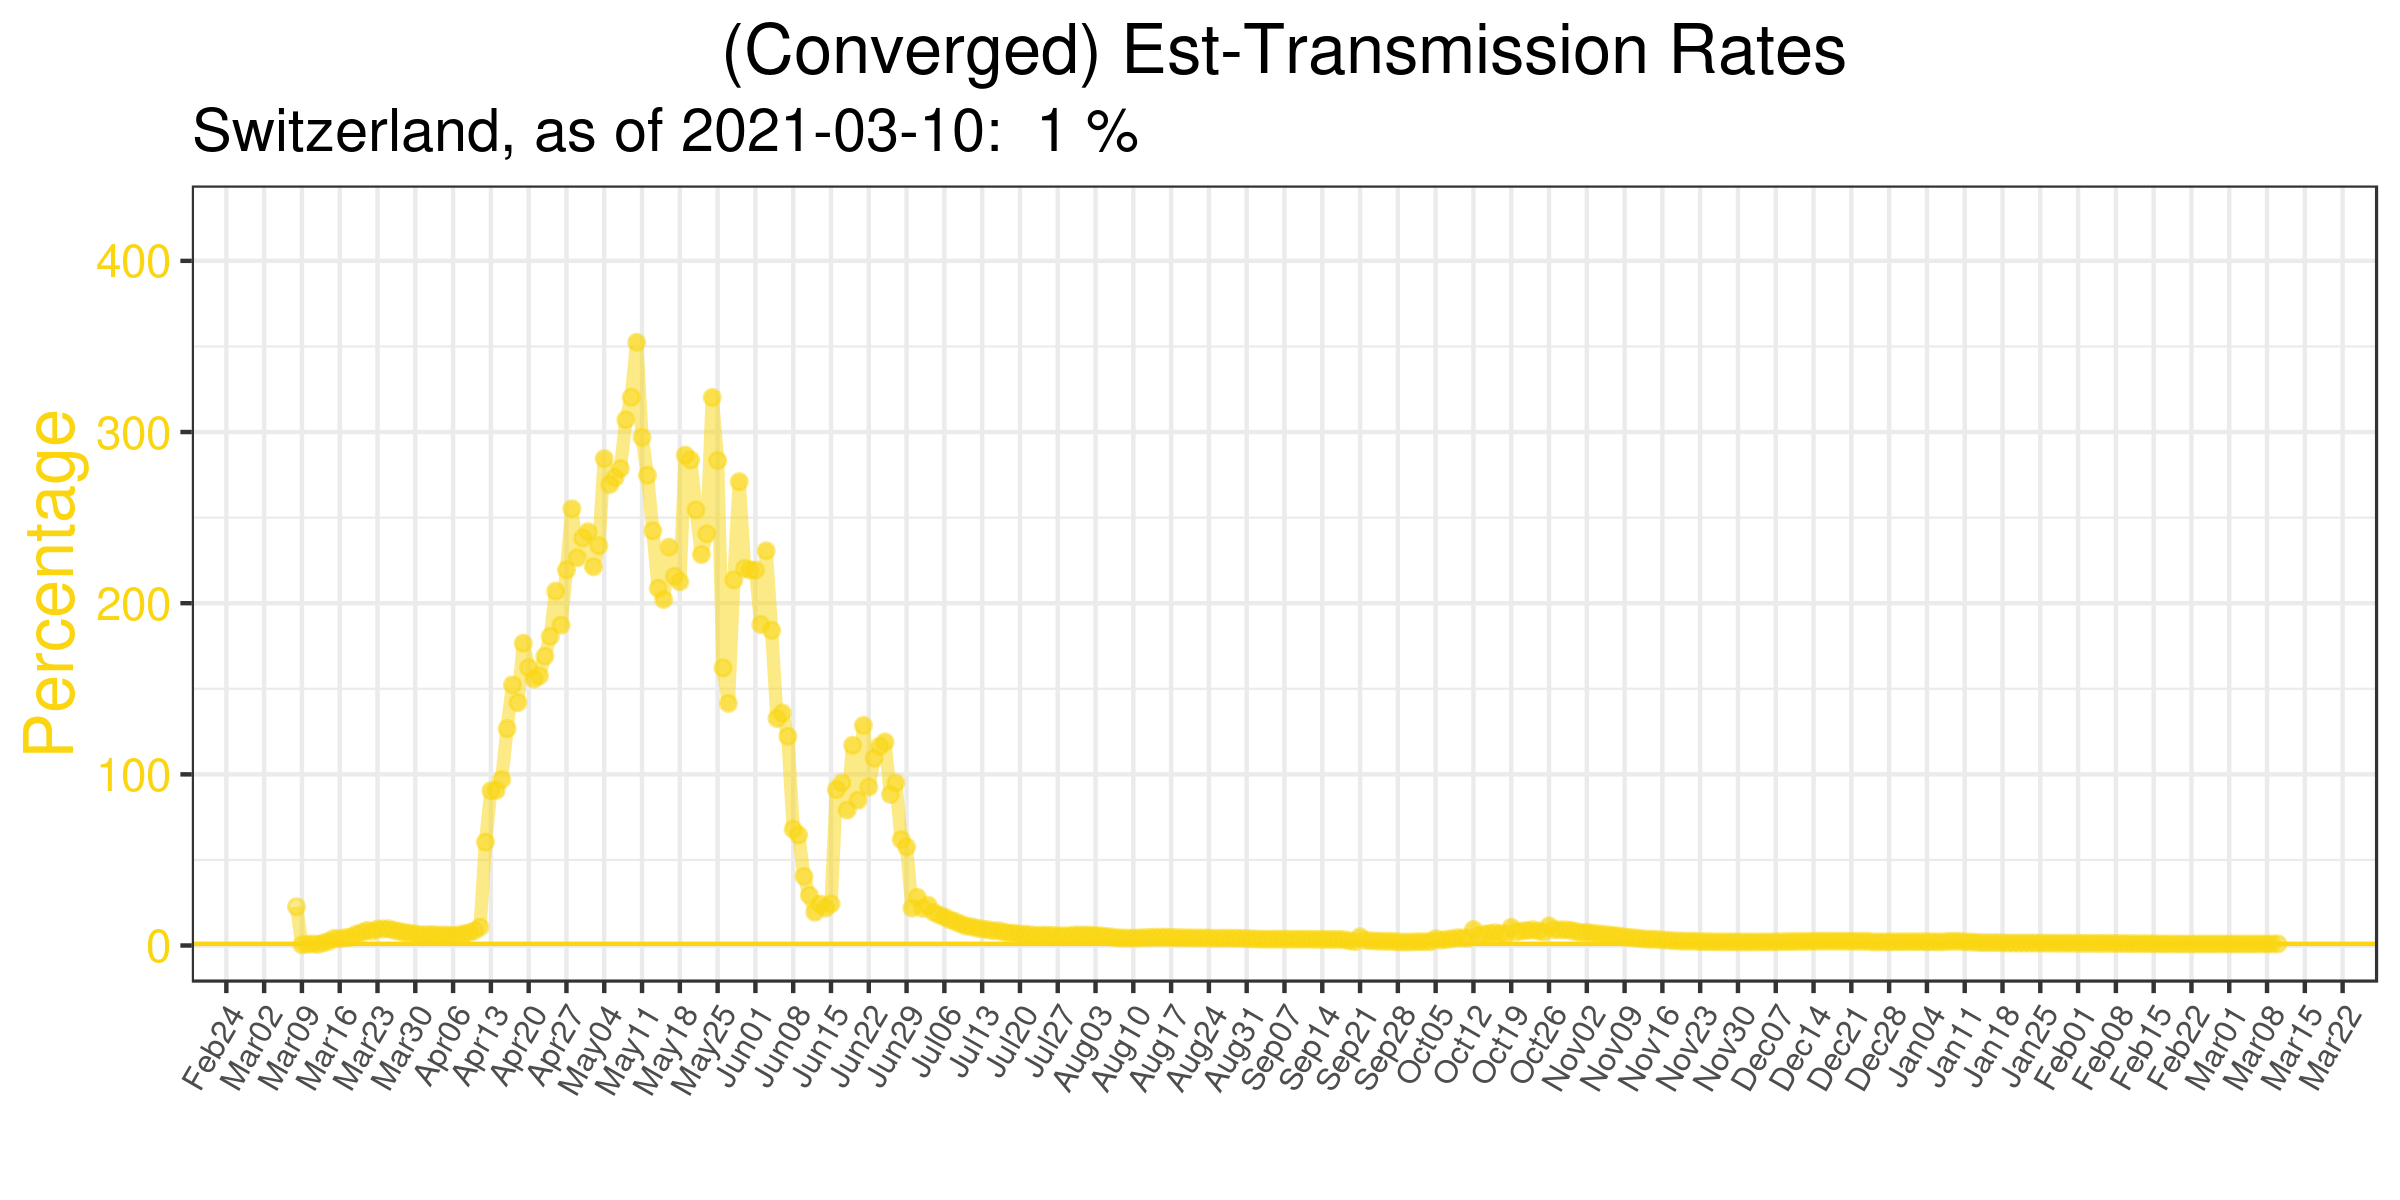 (Converged) Est-Transmission Rates
Switzerland, as of 2021-03-10:  1 %
Percentage
400
300
200
100
0
Feb24
Mar02
Mar09
Mar16
Mar23
Mar30
Apr06
Apr13
Apr20
Apr27
May04
May11
May18
May25
Jun01
Jun08
Jun15
Jun22
Jun29
Jul06
Jul13
Jul20
Jul27
Aug03
Aug10
Aug17
Aug24
Aug31
Sep07
Sep14
Sep21
Sep28
Oct05
Oct12
Oct19
Oct26
Nov02
Nov09
Nov16
Nov23
Nov30
Dec07
Dec14
Dec21
Dec28
Jan04
Jan11
Jan18
Jan25
Feb01
Feb08
Feb15
Feb22
Mar01
Mar08
Mar15
Mar22